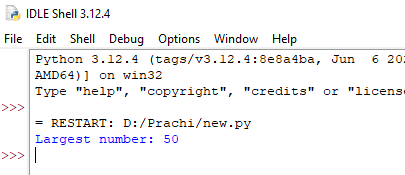 IDLE Shell 3.12.4
File Edit Shell Debug Options Window Help
Python 3.12.4 (tags/v3.12.4:8e8a4ba, Jun 6 202
AMD64)] on win32
Type "help", "copyright", "credits" or "license
>>>
= RESTART: D:/Prachi/new.py
Largest number: 50
>>>